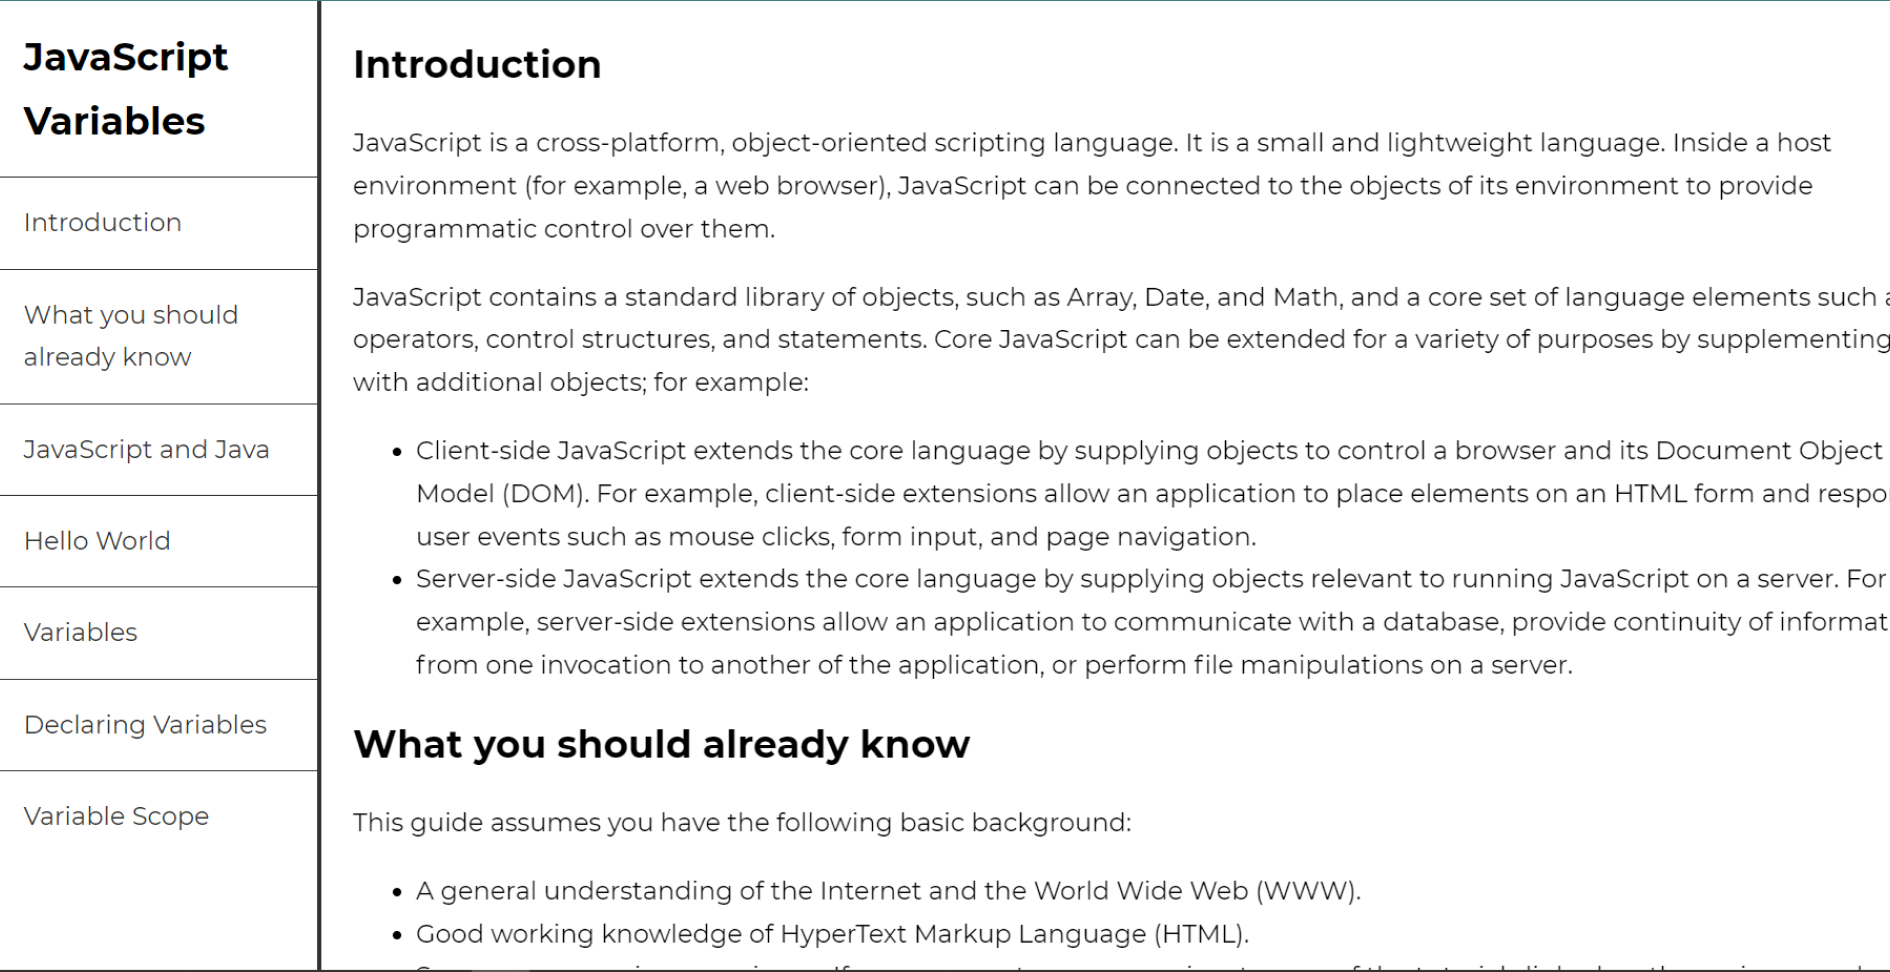 JavaScript
Variables
Introduction
What you should
already know
JavaScript and Java
Hello World
Variables
Declaring Variables
Variable Scope
Introduction
JavaScript is a cross-platform, object-oriented scripting language. It is a small and lightweight language. Inside a host
environment (for example, a web browser), JavaScript can be connected to the objects of its environment to provide
programmatic control over them.
JavaScript contains a standard library of objects, such as Array, Date, and Math, and a core set of language elements such
operators, control structures, and statements. Core JavaScript can be extended for a variety of purposes by supplementing
with additional objects; for example:
• Client-side JavaScript extends the core language by supplying objects to control a browser and its Document Object
Model (DOM). For example, client-side extensions allow an application to place elements on an HTML form and respo
user events such as mouse clicks, form input, and page navigation.
• Server-side JavaScript extends the core language by supplying objects relevant to running JavaScript on a server. For
example, server-side extensions allow an application to communicate with a database, provide continuity of informat
from one invocation to another of the application, or perform file manipulations on a server.
What you should already know
This guide assumes you have the following basic background:
• A general understanding of the Internet and the World Wide Web (WWW).
• Good working knowledge of HyperText Markup Language (HTML).